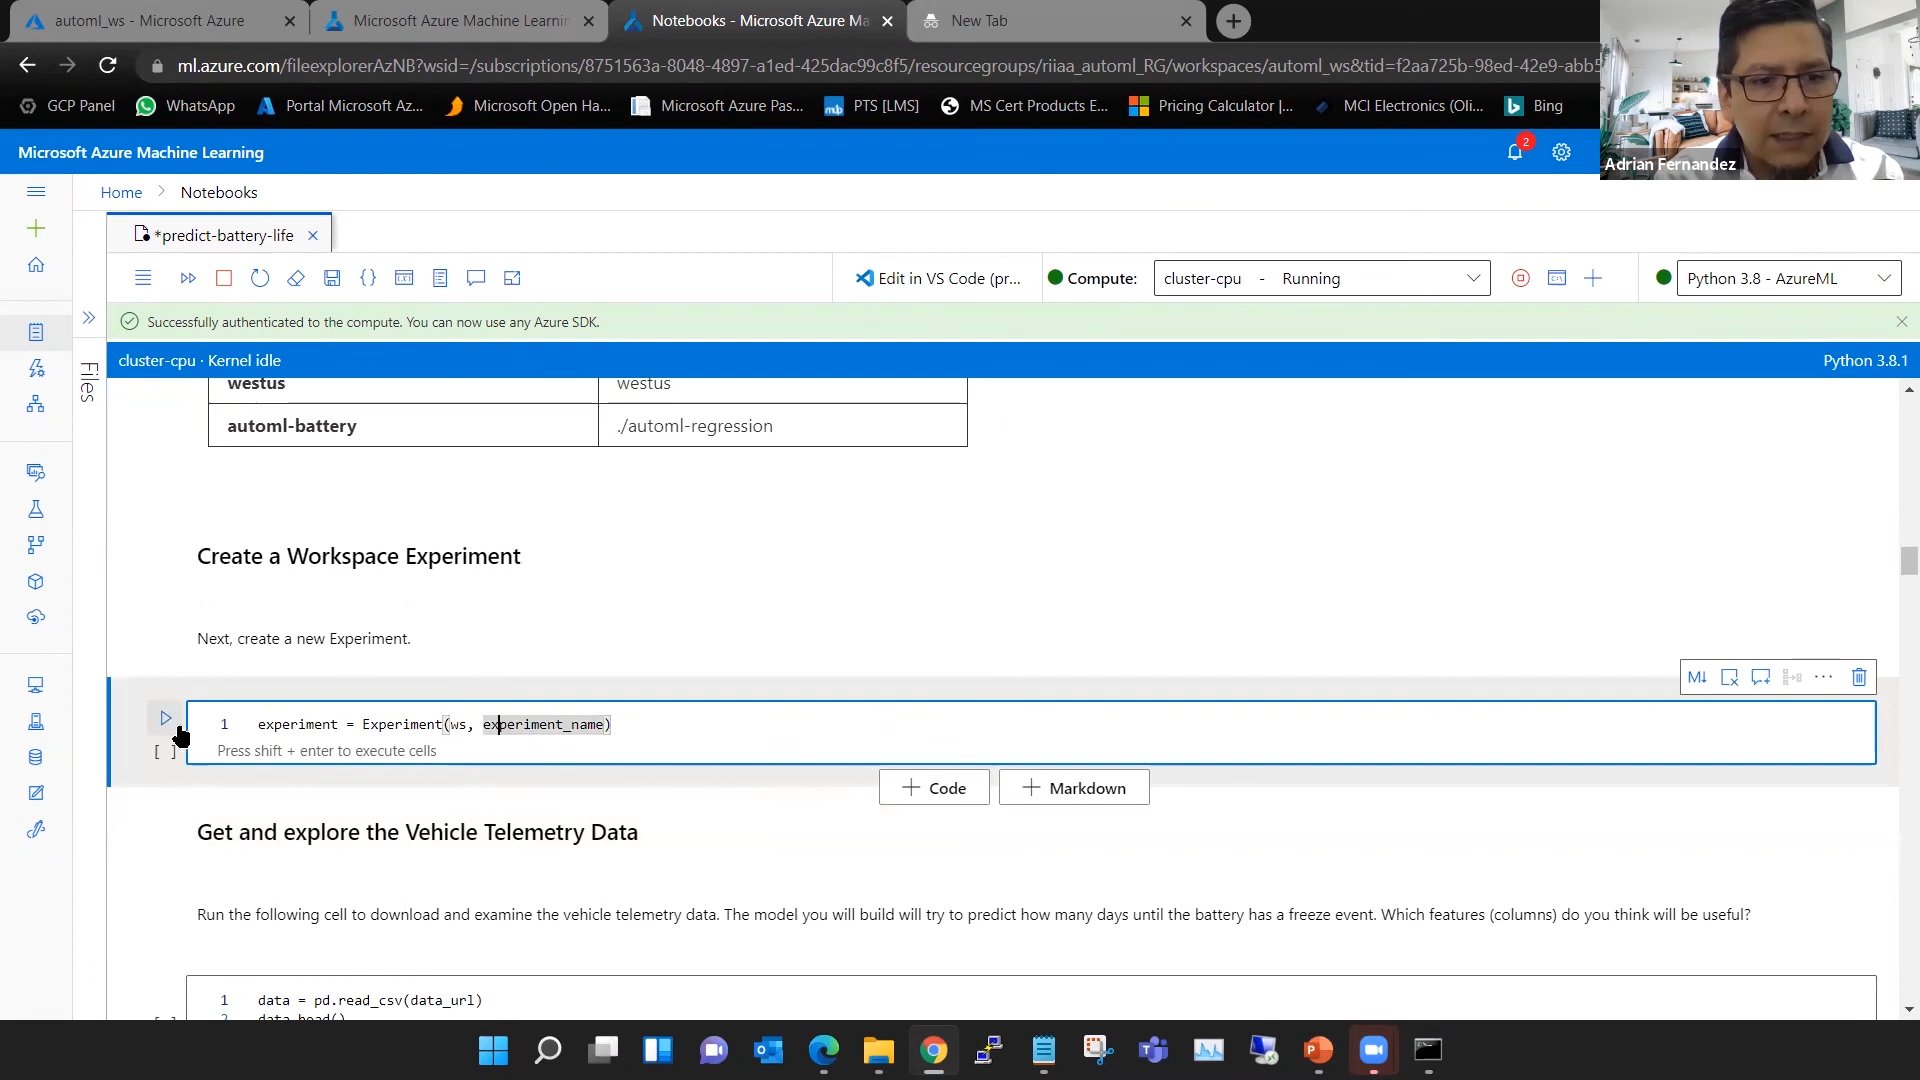 automl_ws - Microsoft Azure
Microsoft Azure Machine Learnin
Notebooks - Microsoft Azure Ma
New Tab
ml.azure.com/fileexplorerAzNB?wsid=/subscriptions/8751563a-8048-4897-a1ed-425dac99c8f5/resourcegroups/riiaa_automl_RG/workspaces/automl_ws&tid=f2aa725b-98ed-42e9-abb5
GCP Panel
WhatsApp
Portal Microsoft Az...
Microsoft Open Ha...
Microsoft Azure Pas...
PTS [LMS]
MS Cert Products E...
Pricing Calculator |...
MCI Electronics (Oli...
Bing
Adrian Fernandez
Microsoft Azure Machine Learning
2
Home > Notebooks
*predict-battery-life
Edit in VS Code (pr...
Compute:
cluster-cpu - Running
Python 3.8 - AzureML
Files
Successfully authenticated to the compute. You can now use any Azure SDK.
cluster-cpu · Kernel idle
Python 3.8.1
westus westus
automl-battery ./automl-regression
Create a Workspace Experiment
Next, create a new Experiment.
M↓
1 experiment = Experiment(ws, experiment_name)
[ ] Press shift + enter to execute cells
+ Code
+ Markdown
Get and explore the Vehicle Telemetry Data
Run the following cell to download and examine the vehicle telemetry data. The model you will build will try to predict how many days until the battery has a freeze event. Which features (columns) do you think will be useful?
1 data = pd.read_csv(data_url)
2 data.head()